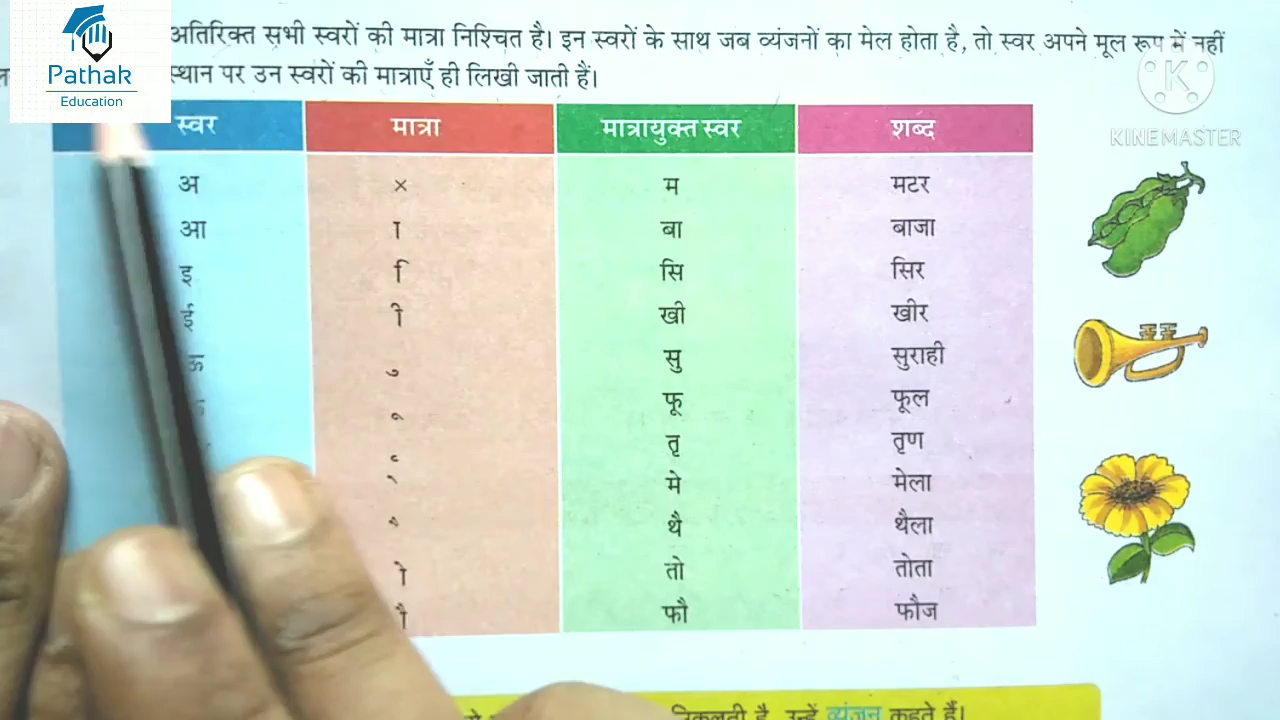 अतिरिक्त सभी स्वरों की मात्रा निश्चित है। इन स्वरों के साथ जब व्यंजनों का मेल होता है, तो स्वर अपने मूल रूप में नहीं
स्थान पर उन स्वरों की मात्राएँ ही लिखी जाती हैं।
Pathak
Education
K
KINEMASTER
स्वर मात्रा मात्रायुक्त स्वर शब्द
अ × म मटर
आ ा बा बाजा
इ ि सि सिर
ई ी खी खीर
ऊ ु सु सुराही
ू फू फूल
ृ तृ तृण
े मे मेला
ै थै थैला
ो तो तोता
ौ फौ फौज
निकलती है, उन्हें व्यंजन कहते हैं।